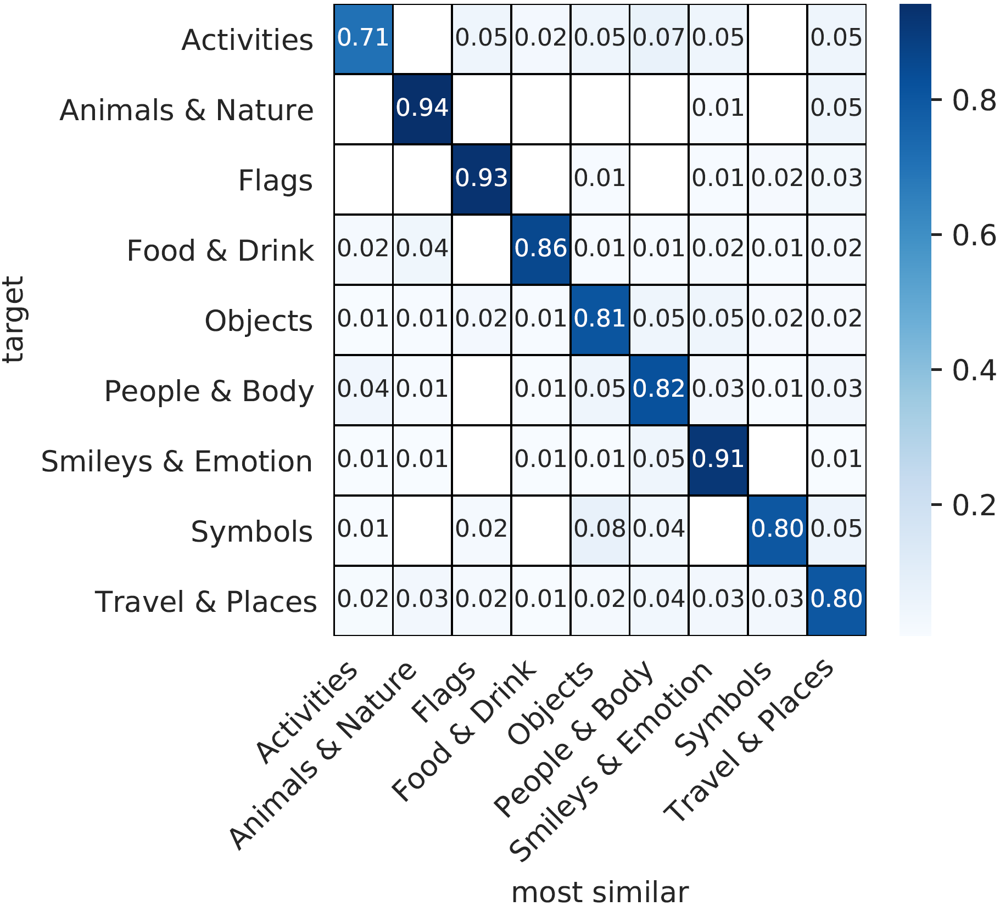 Activities 0.71 0.05 0.02 0.05 0.07 0.05 0.05
Animals & Nature 0.94 0.01 0.05
Flags 0.93 0.01 0.01 0.02 0.03
Food & Drink 0.02 0.04 0.86 0.01 0.01 0.02 0.01 0.02
Objects 0.01 0.01 0.02 0.01 0.81 0.05 0.05 0.02 0.02
People & Body 0.04 0.01 0.01 0.05 0.82 0.03 0.01 0.03
Smileys & Emotion 0.01 0.01 0.01 0.01 0.05 0.91 0.01
Symbols 0.01 0.02 0.08 0.04 0.80 0.05
Travel & Places 0.02 0.03 0.02 0.01 0.02 0.04 0.03 0.03 0.80
target
Activities
Animals & Nature
Flags
Food & Drink
Objects
People & Body
Smileys & Emotion
Symbols
Travel & Places
most similar
0.8
0.6
0.4
0.2